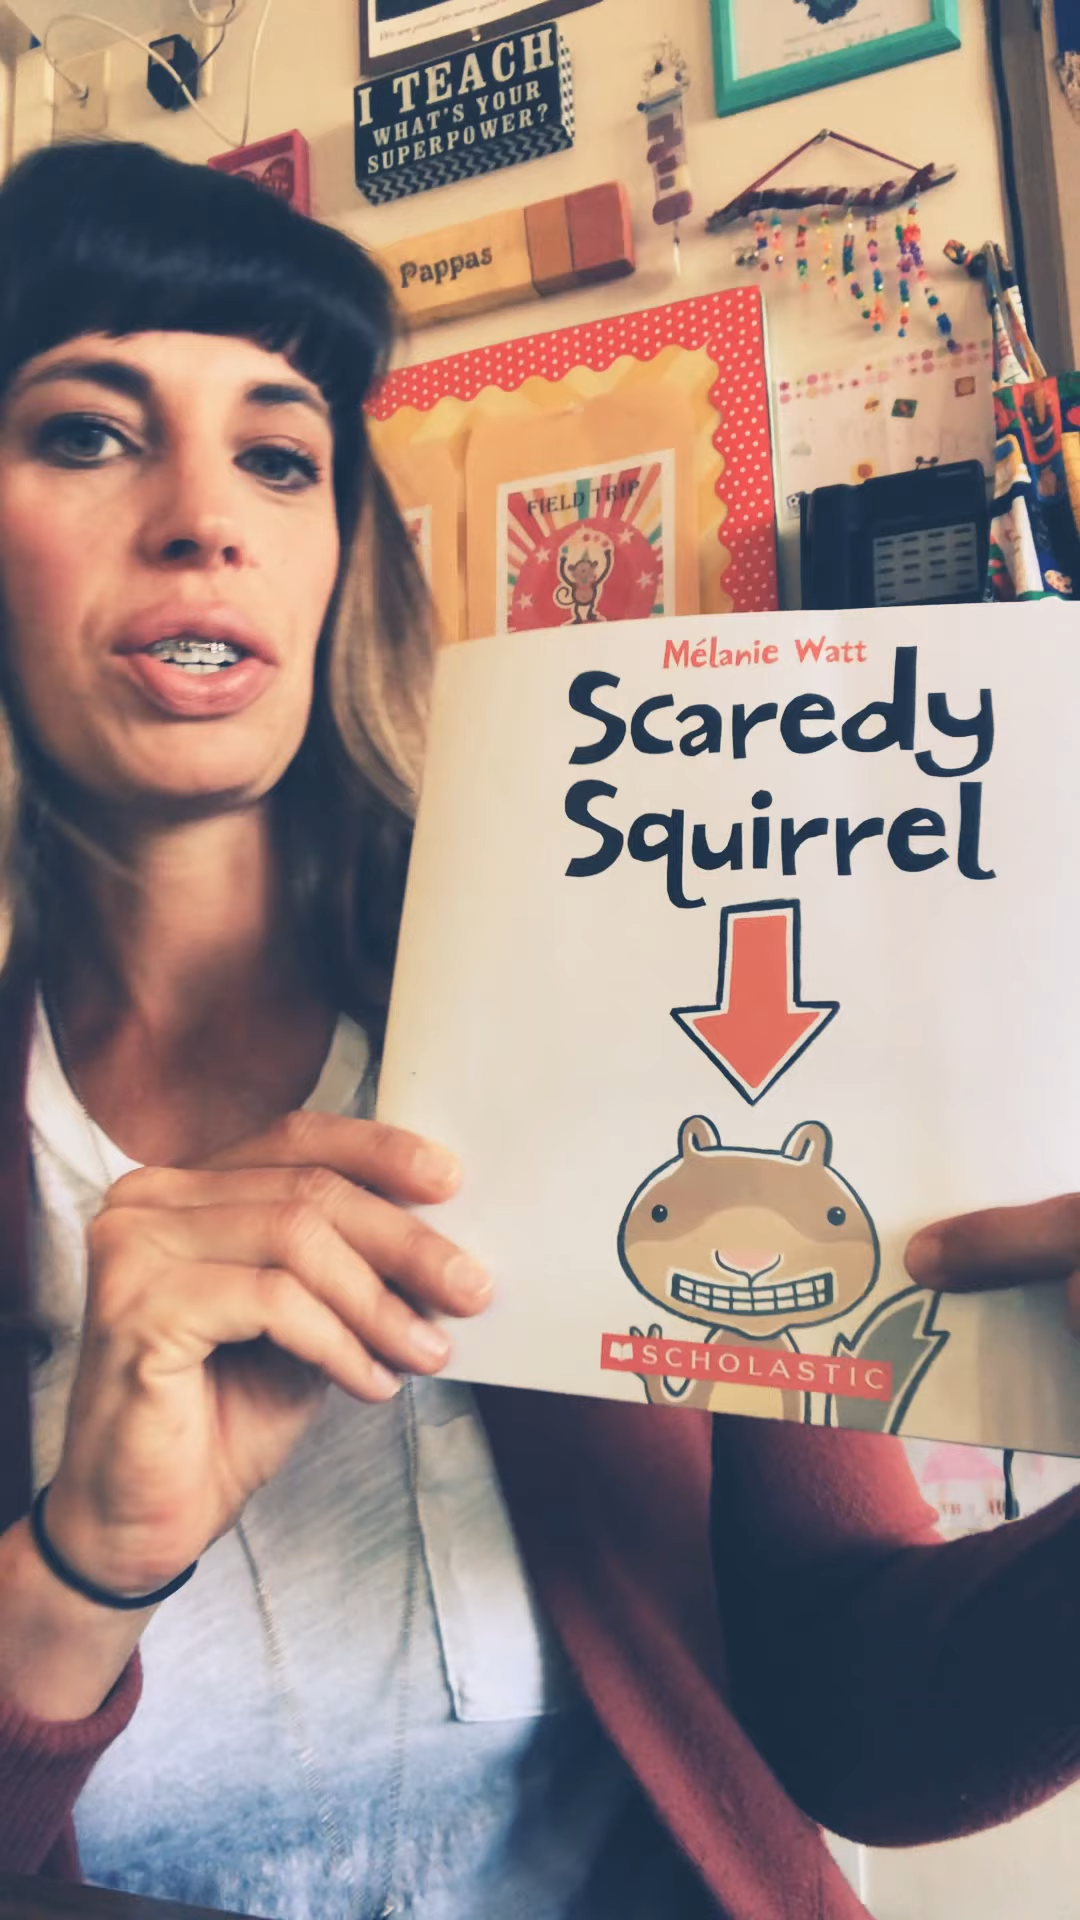 I TEACH
WHAT'S YOUR
SUPERPOWER?
Pappas
FIELD TRIP
Mélanie Watt
Scaredy
Squirrel
SCHOLASTIC